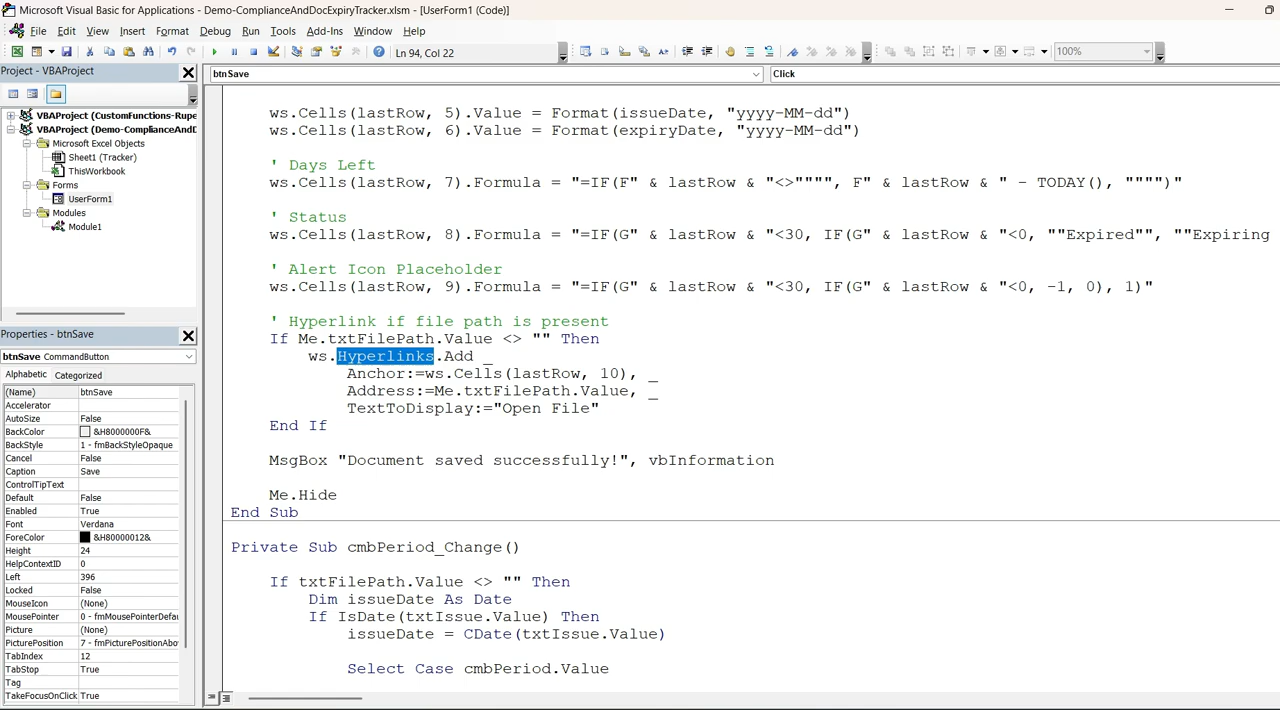 Microsoft Visual Basic for Applications - Demo-ComplianceAndDocExpiryTracker.xlsm - [UserForm1 (Code)]
File Edit View Insert Format Debug Run Tools Add-Ins Window Help
Ln 94, Col 22
100%
Project - VBAProject
VBAProject (CustomFunctions-Rupe
VBAProject (Demo-ComplianceAndD
Microsoft Excel Objects
Sheet1 (Tracker)
ThisWorkbook
Forms
UserForm1
Modules
Module1
Properties - btnSave
btnSave CommandButton
Alphabetic Categorized
(Name) btnSave
Accelerator
AutoSize False
BackColor &H8000000F&
BackStyle 1 - fmBackStyleOpaque
Cancel False
Caption Save
ControlTipText
Default False
Enabled True
Font Verdana
ForeColor &H80000012&
Height 24
HelpContextID 0
Left 396
Locked False
MouseIcon (None)
MousePointer 0 - fmMousePointerDefau
Picture (None)
PicturePosition 7 - fmPicturePositionAbov
TabIndex 12
TabStop True
Tag
TakeFocusOnClick True
btnSave Click
ws.Cells(lastRow, 5).Value = Format(issueDate, "yyyy-MM-dd")
ws.Cells(lastRow, 6).Value = Format(expiryDate, "yyyy-MM-dd")
' Days Left
ws.Cells(lastRow, 7).Formula = "=IF(F" & lastRow & "<>"""", F" & lastRow & " - TODAY(), """")"
' Status
ws.Cells(lastRow, 8).Formula = "=IF(G" & lastRow & "<30, IF(G" & lastRow & "<0, ""Expired"", ""Expiring
' Alert Icon Placeholder
ws.Cells(lastRow, 9).Formula = "=IF(G" & lastRow & "<30, IF(G" & lastRow & "<0, -1, 0), 1)"
' Hyperlink if file path is present
If Me.txtFilePath.Value <> "" Then
ws.Hyperlinks.Add _
Anchor:=ws.Cells(lastRow, 10), _
Address:=Me.txtFilePath.Value, _
TextToDisplay:="Open File"
End If
MsgBox "Document saved successfully!", vbInformation
Me.Hide
End Sub
Private Sub cmbPeriod_Change()
If txtFilePath.Value <> "" Then
Dim issueDate As Date
If IsDate(txtIssue.Value) Then
issueDate = CDate(txtIssue.Value)
Select Case cmbPeriod.Value